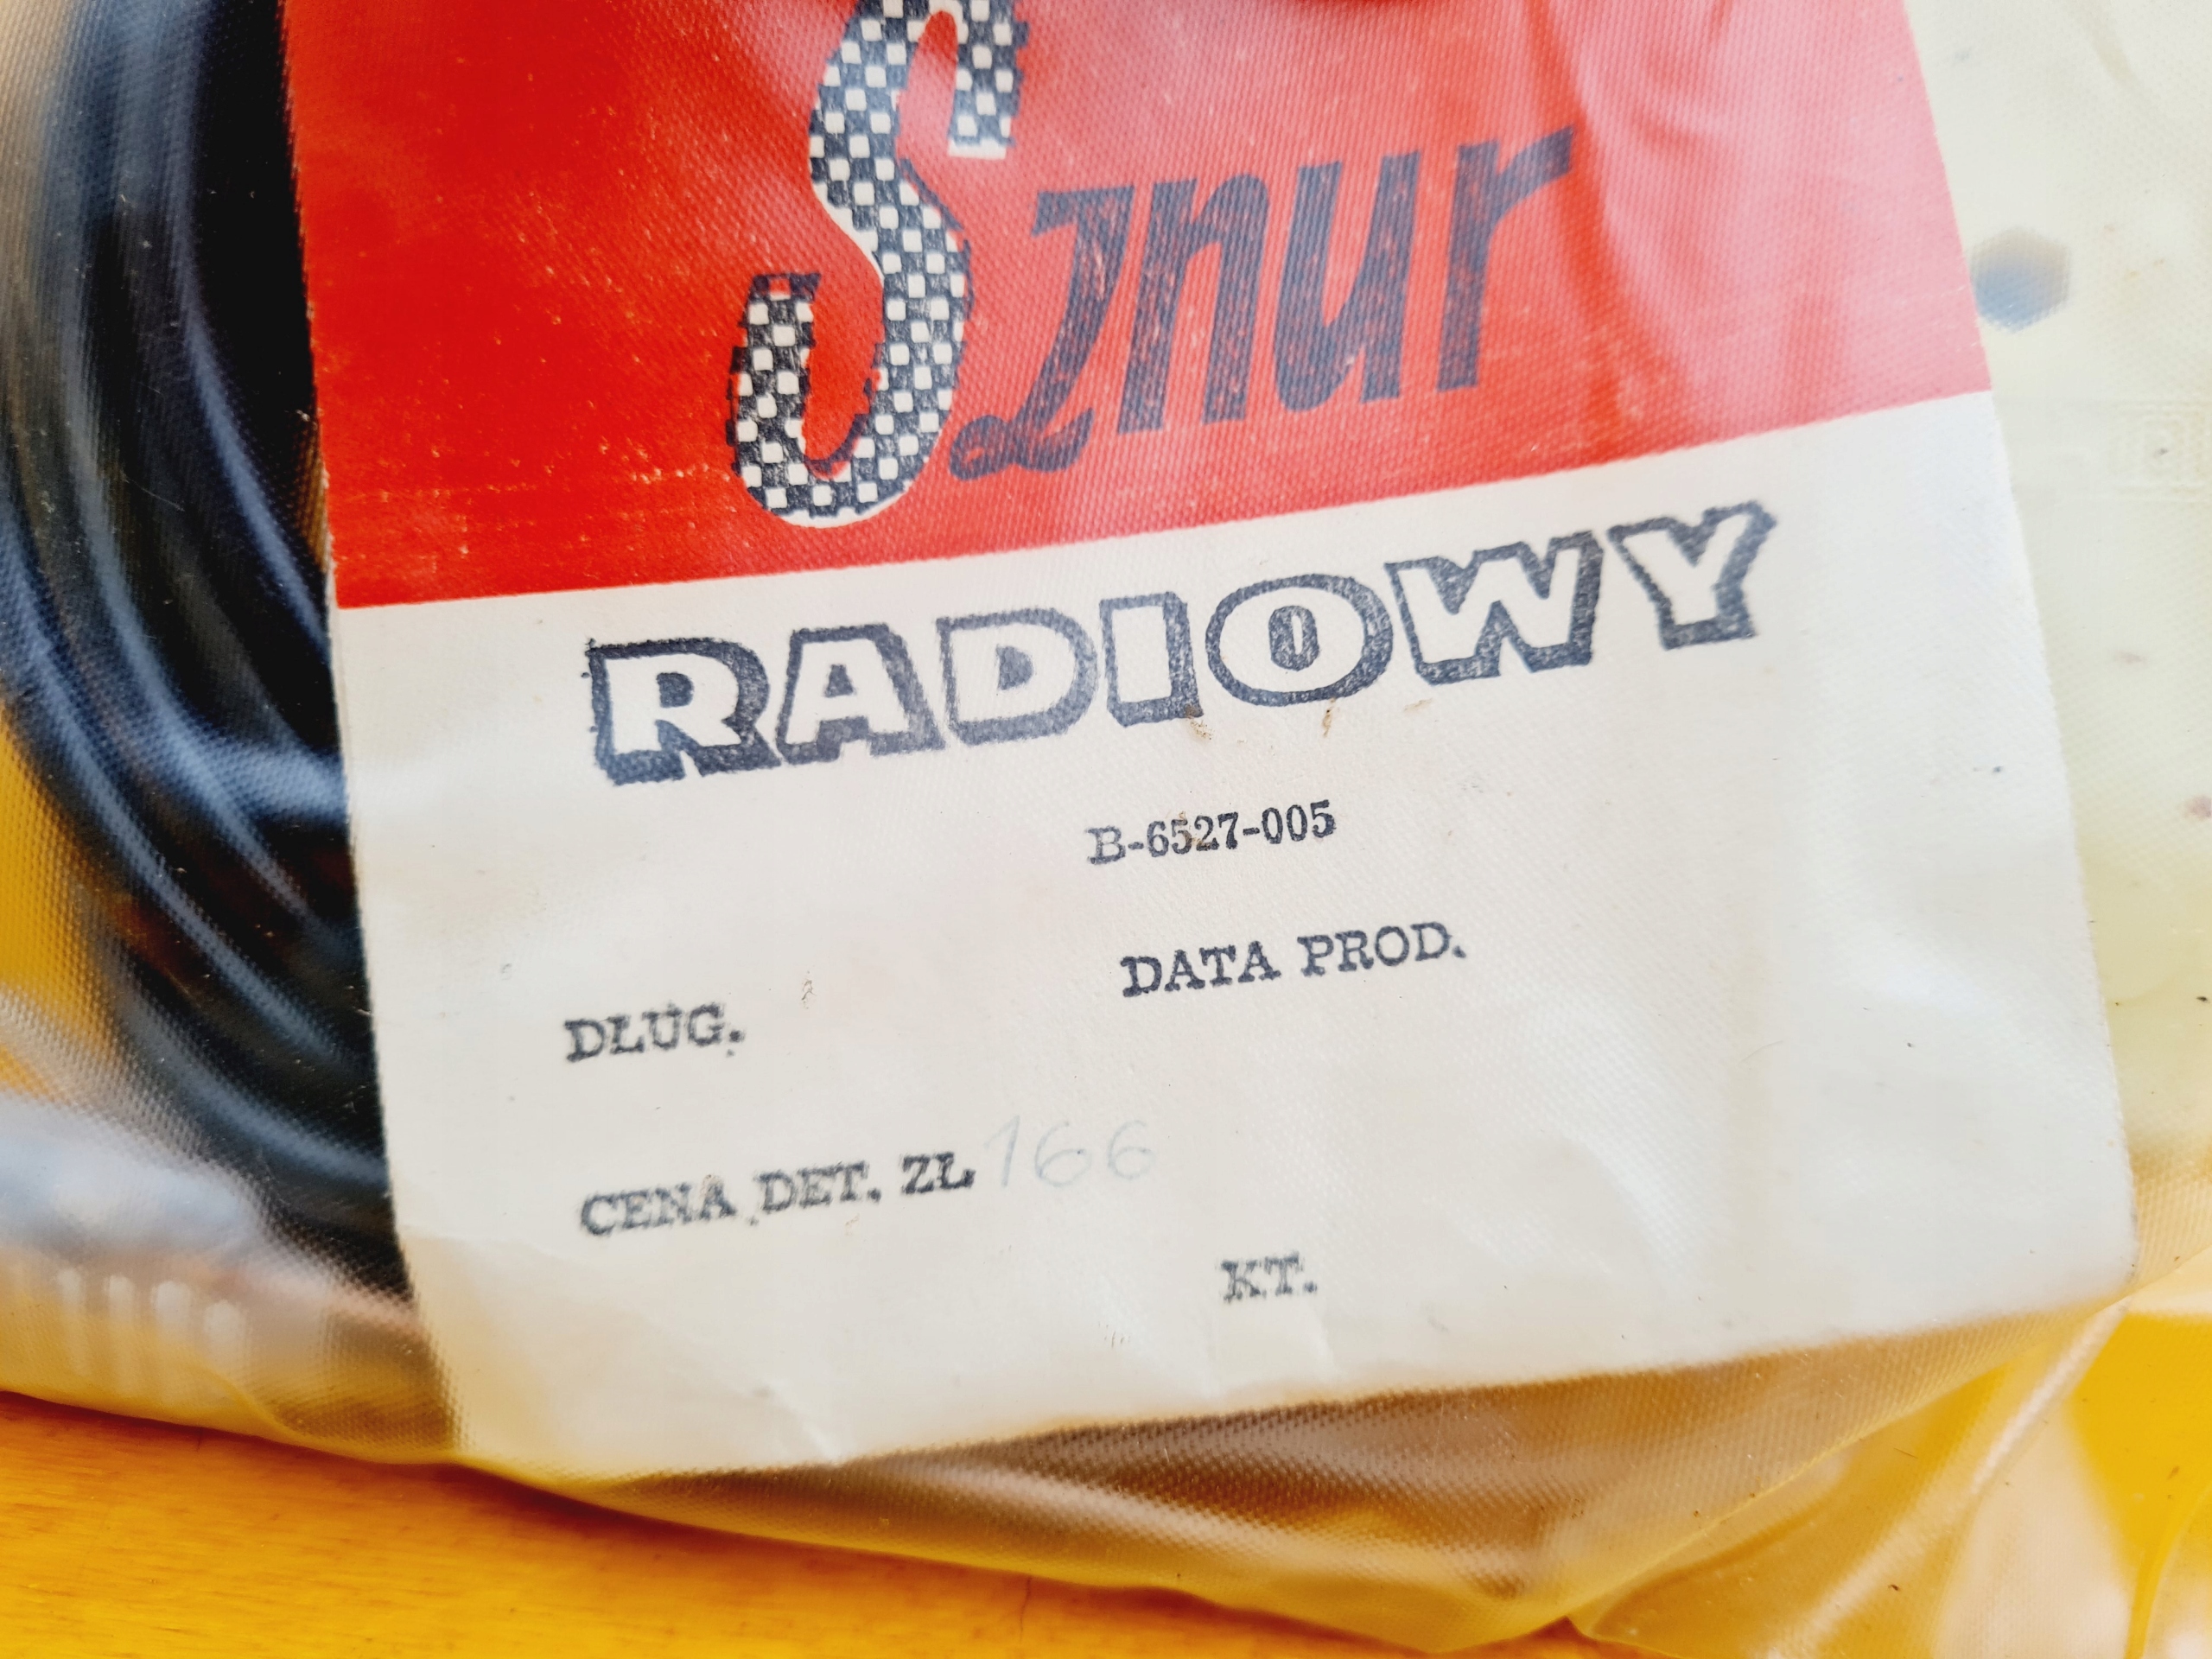 Sznur
RADIOWY
B-6527-005
DATA PROD.
DLUG.
CENA DET. ZL 166
KT.